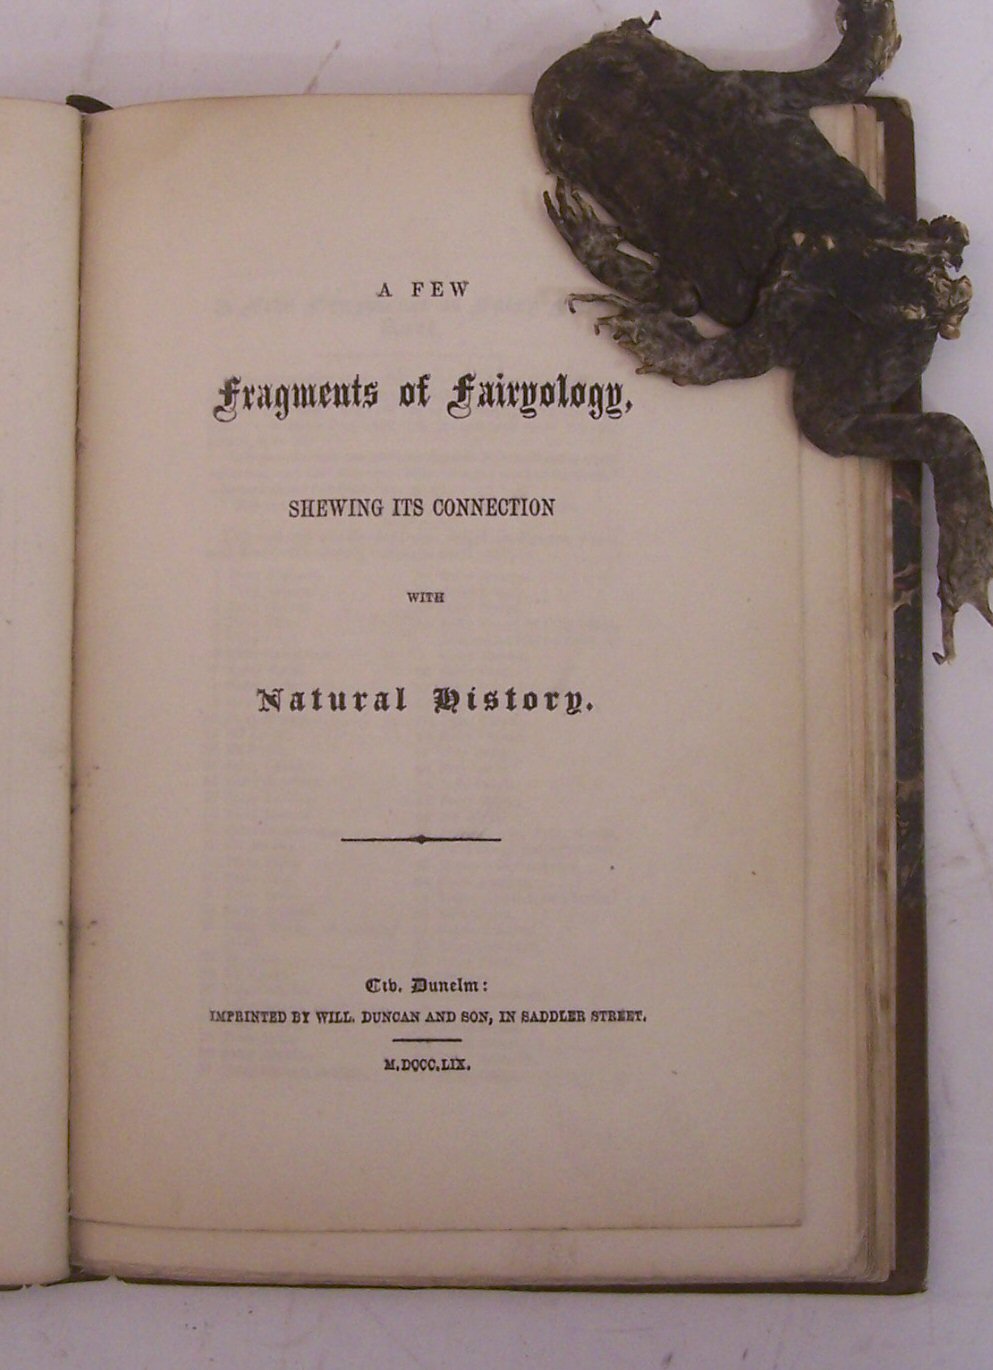 A FEW
Fragments of Fairyology,
SHEWING ITS CONNECTION
WITH
Natural History.
Ctv. Dunelm:
IMPRINTED BY WILL. DUNCAN AND SON, IN SADDLER STREET.
M.DCCC.LIX.